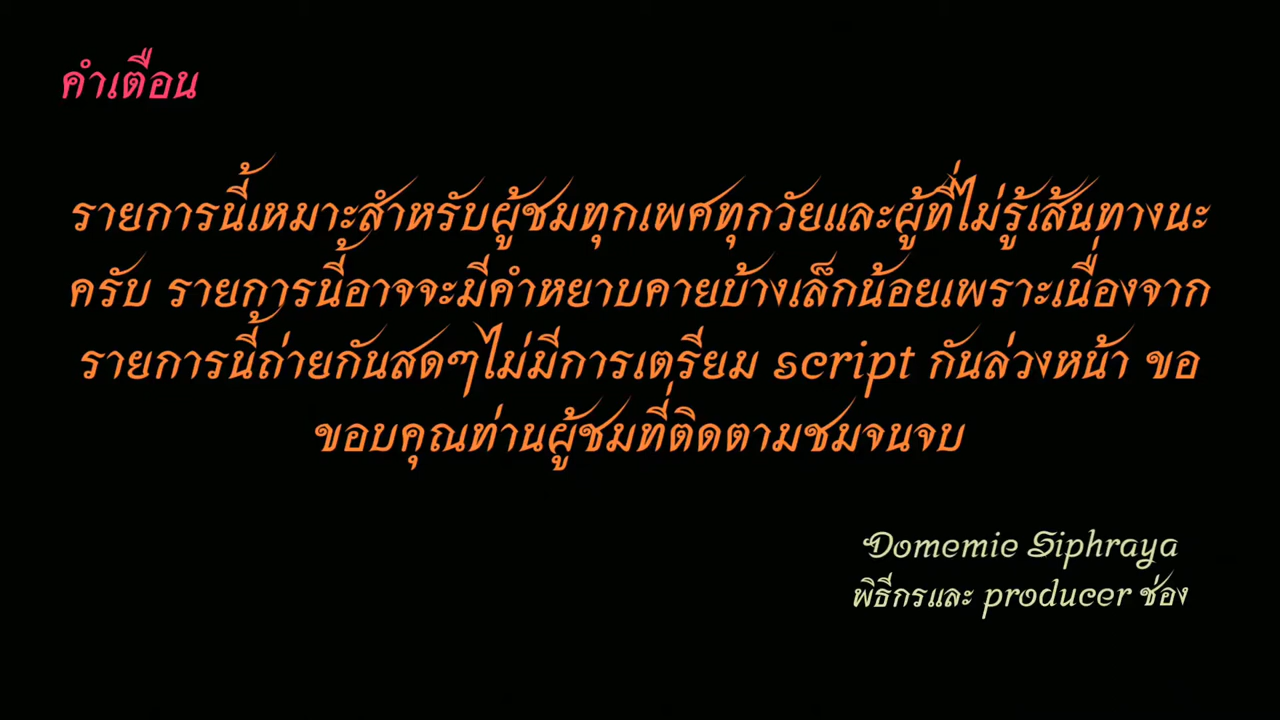 คำเตือน
รายการนี้เหมาะสำหรับผู้ชมทุกเพศทุกวัยและผู้ที่ไม่รู้เส้นทางนะ
ครับ รายการนี้อาจจะมีคำหยาบคายบ้างเล็กน้อยเพราะเนื่องจาก
รายการนี้ถ่ายกันสดๆไม่มีการเตรียม script กันล่วงหน้า ขอ
ขอบคุณท่านผู้ชมที่ติดตามชมจนจบ
Domemie Siphraya
พิธีกรและ producer ช่อง